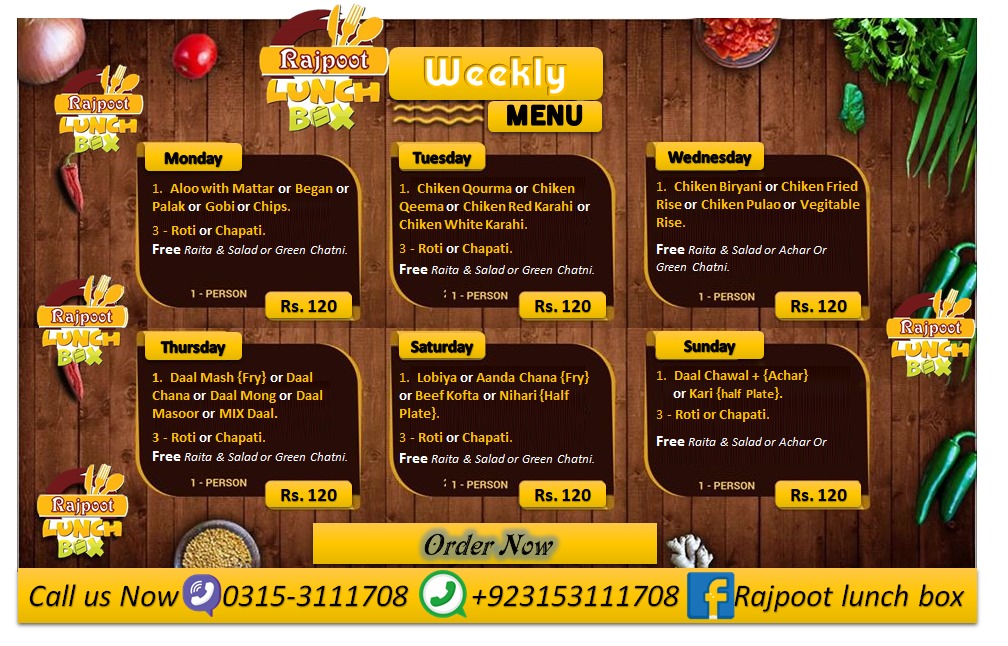 Rajpoot
LUNCH
BOX
Weekly
MENU
Rajpoot
LUNCH
BOX
Monday
1. Aloo with Mattar or Began or
Palak or Gobi or Chips.
3 - Roti or Chapati.
Free Raita & Salad or Green Chatni.
1 - PERSON
Rs. 120
Tuesday
1. Chiken Qourma or Chiken
Qeema or Chiken Red Karahi or
Chiken White Karahi.
3 - Roti or Chapati.
Free Raita & Salad or Green Chatni.
: 1 - PERSON
Rs. 120
Wednesday
1. Chiken Biryani or Chiken Fried
Rise or Chiken Pulao or Vegitable
Rise.
Free Raita & Salad or Achar Or
Green Chatni.
1 - PERSON
Rs. 120
Rajpoot
LUNCH
BOX
Rajpoot
LUNCH
BOX
Thursday
1. Daal Mash {Fry} or Daal
Chana or Daal Mong or Daal
Masoor or MIX Daal.
3 - Roti or Chapati.
Free Raita & Salad or Green Chatni.
1 - PERSON
Rs. 120
Saturday
1. Lobiya or Aanda Chana {Fry}
or Beef Kofta or Nihari {Half
Plate}.
3 - Roti or Chapati.
Free Raita & Salad or Green Chatni.
: 1 - PERSON
Rs. 120
Sunday
1. Daal Chawal + {Achar}
or Kari {half Plate}.
3 - Roti or Chapati.
Free Raita & Salad or Achar Or
1 - PERSON
Rs. 120
Rajpoot
LUNCH
BOX
Order Now
Call us Now 0315-3111708 +923153111708 f Rajpoot lunch box